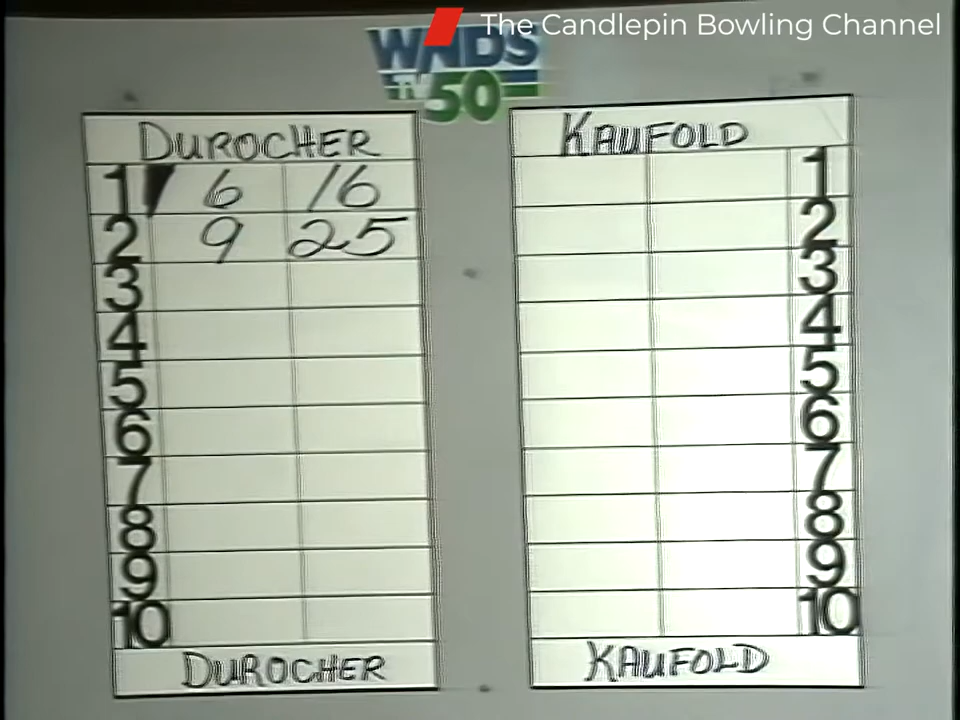 The Candlepin Bowling Channel
WNDS
TV 50
DUROCHER
1 6 16
2 9 25
3
4
5
6
7
8
9
10
DUROCHER
KAUFOLD
1
2
3
4
5
6
7
8
9
10
KAUFOLD